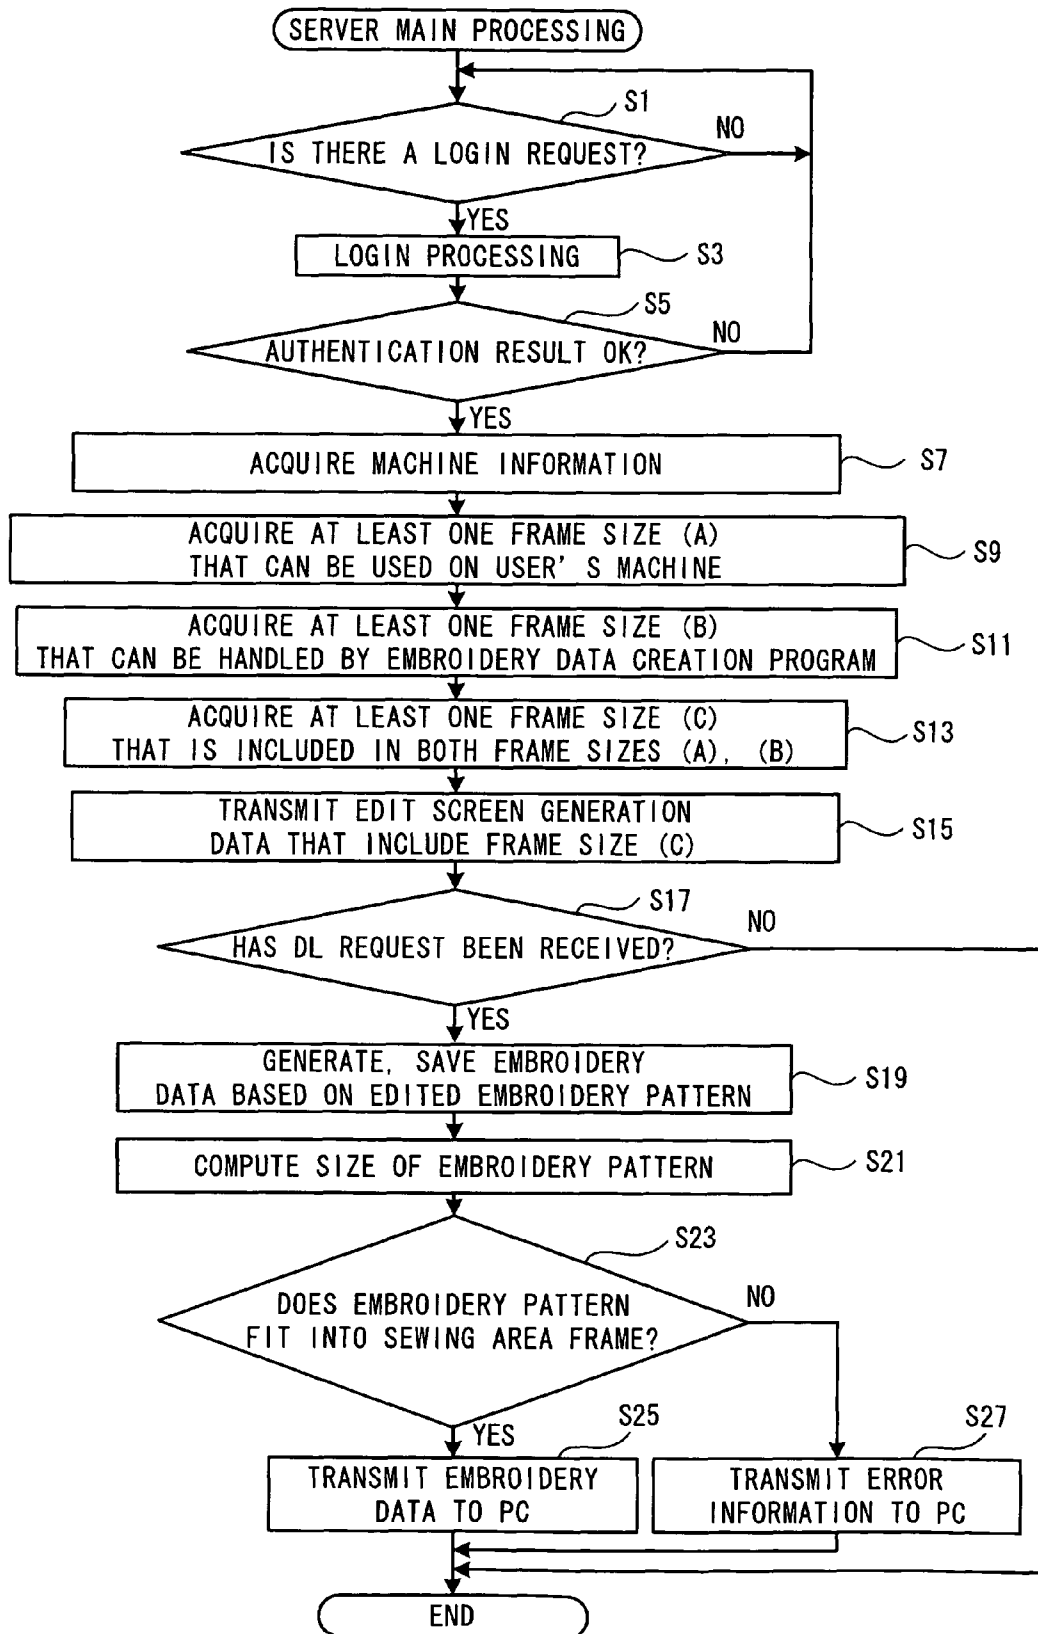 SERVER MAIN PROCESSING
S1
NO
IS THERE A LOGIN REQUEST?
YES
LOGIN PROCESSING
S3
S5
NO
AUTHENTICATION RESULT OK?
YES
ACQUIRE MACHINE INFORMATION
S7
ACQUIRE AT LEAST ONE FRAME SIZE (A)
THAT CAN BE USED ON USER'S MACHINE
S9
ACQUIRE AT LEAST ONE FRAME SIZE (B)
THAT CAN BE HANDLED BY EMBROIDERY DATA CREATION PROGRAM
S11
ACQUIRE AT LEAST ONE FRAME SIZE (C)
THAT IS INCLUDED IN BOTH FRAME SIZES (A), (B)
S13
TRANSMIT EDIT SCREEN GENERATION
DATA THAT INCLUDE FRAME SIZE (C)
S15
S17
NO
HAS DL REQUEST BEEN RECEIVED?
YES
GENERATE, SAVE EMBROIDERY
DATA BASED ON EDITED EMBROIDERY PATTERN
S19
COMPUTE SIZE OF EMBROIDERY PATTERN
S21
S23
NO
DOES EMBROIDERY PATTERN
FIT INTO SEWING AREA FRAME?
YES
S25
TRANSMIT EMBROIDERY
DATA TO PC
S27
TRANSMIT ERROR
INFORMATION TO PC
END